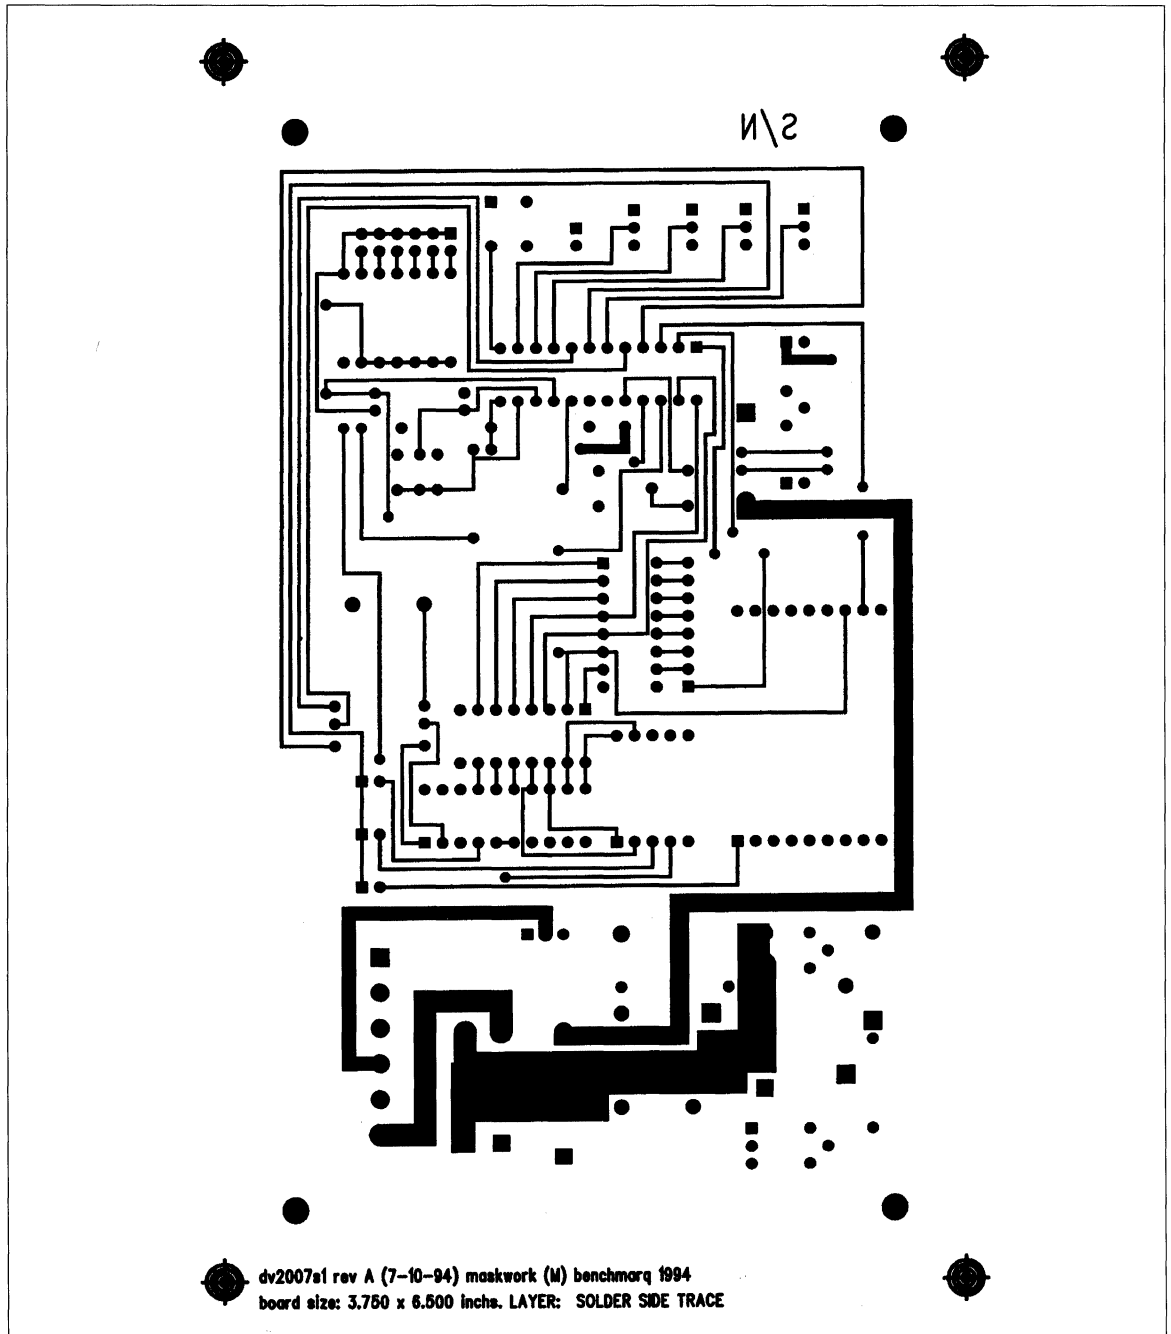 S/N
dv2007s1 rev A (7-10-94) maskwork (M) benchmarq 1994
board size: 3.750 x 6.500 inchs. LAYER: SOLDER SIDE TRACE